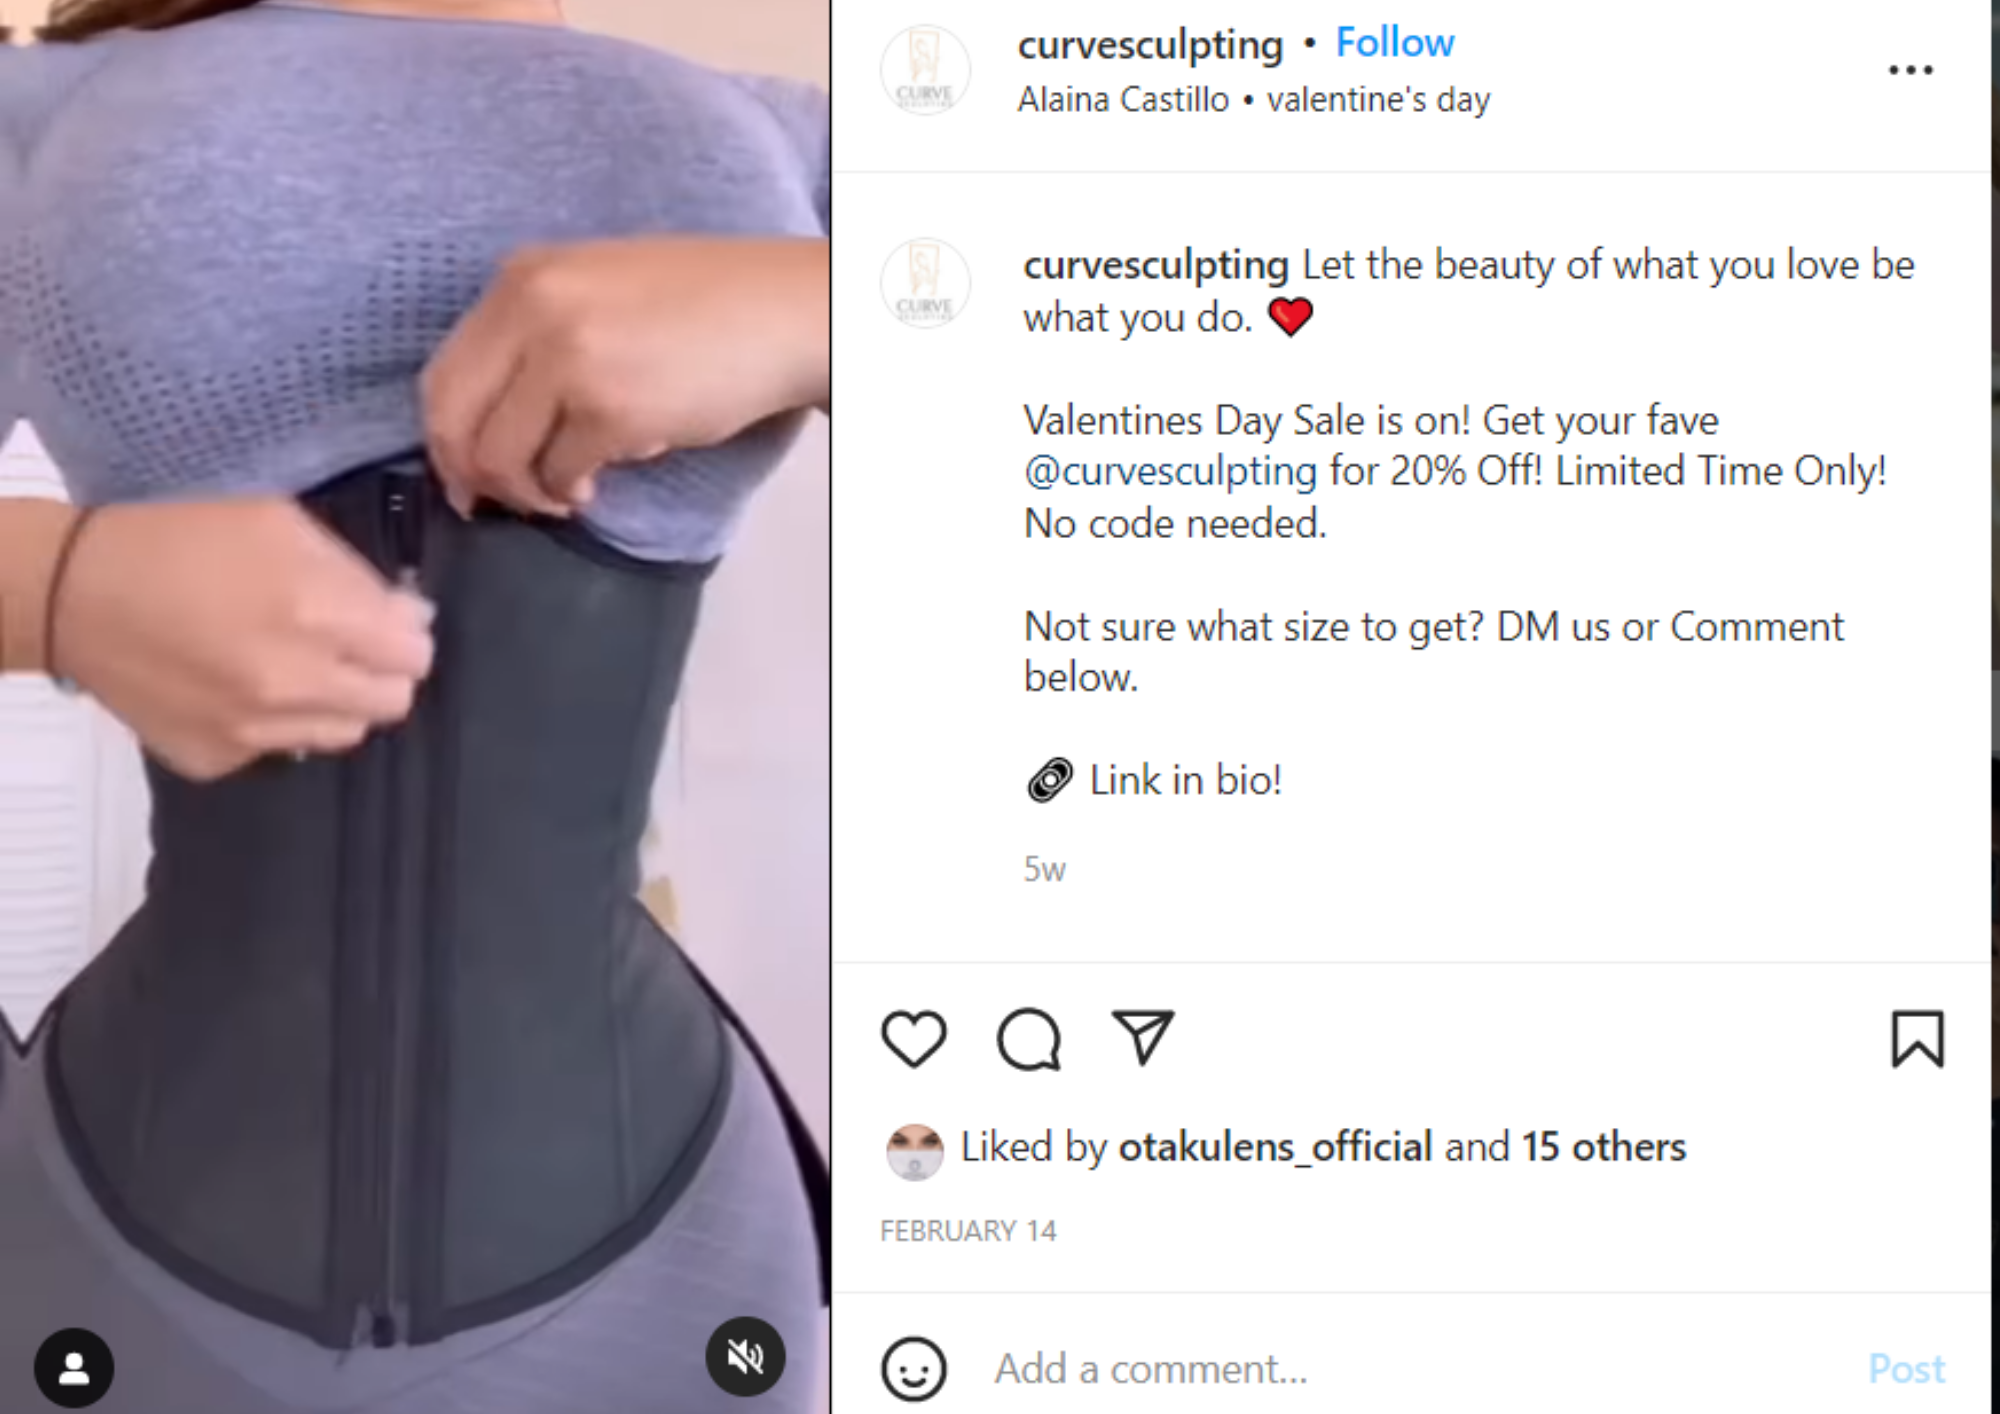 curvesculpting • Follow
Alaina Castillo • valentine's day
CURVE
curvesculpting Let the beauty of what you love be
what you do. ❤️
CURVE
Valentines Day Sale is on! Get your fave
@curvesculpting for 20% Off! Limited Time Only!
No code needed.
Not sure what size to get? DM us or Comment
below.
🔗 Link in bio!
5w
Liked by otakulens_official and 15 others
FEBRUARY 14
Add a comment...
Post